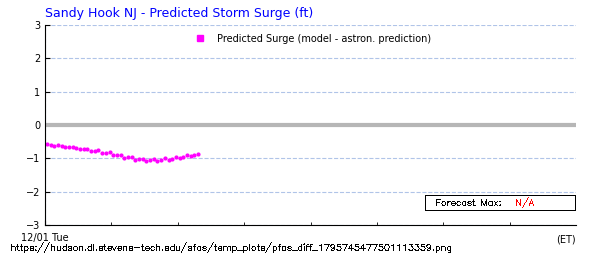 Sandy Hook NJ - Predicted Storm Surge (ft)
3
Predicted Surge (model - astron. prediction)
2
1
0
−1
−2
Forecast Max: N/A
−3
12/01 Tue
(ET)
https://hudson.dl.stevens-tech.edu/sfas/temp_plots/pfas_diff_1795745477501113359.png